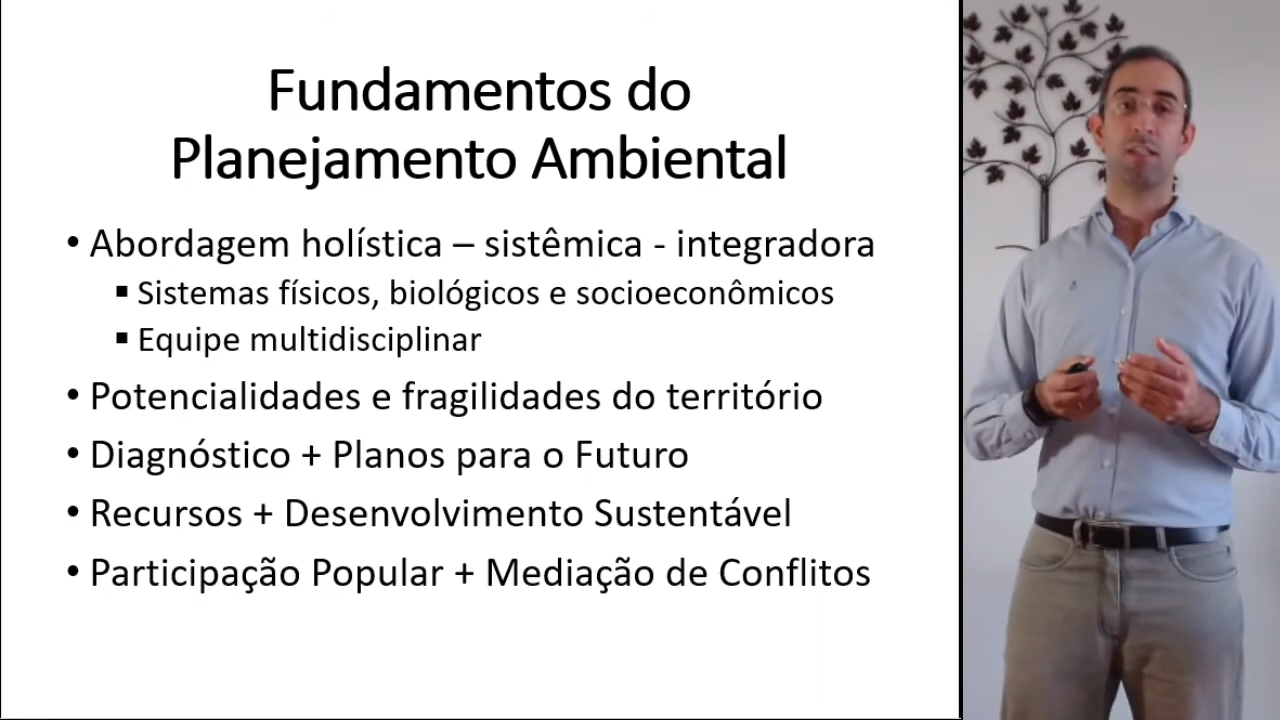 Fundamentos do
Planejamento Ambiental
• Abordagem holística – sistêmica - integradora
▪ Sistemas físicos, biológicos e socioeconômicos
▪ Equipe multidisciplinar
• Potencialidades e fragilidades do território
• Diagnóstico + Planos para o Futuro
• Recursos + Desenvolvimento Sustentável
• Participação Popular + Mediação de Conflitos